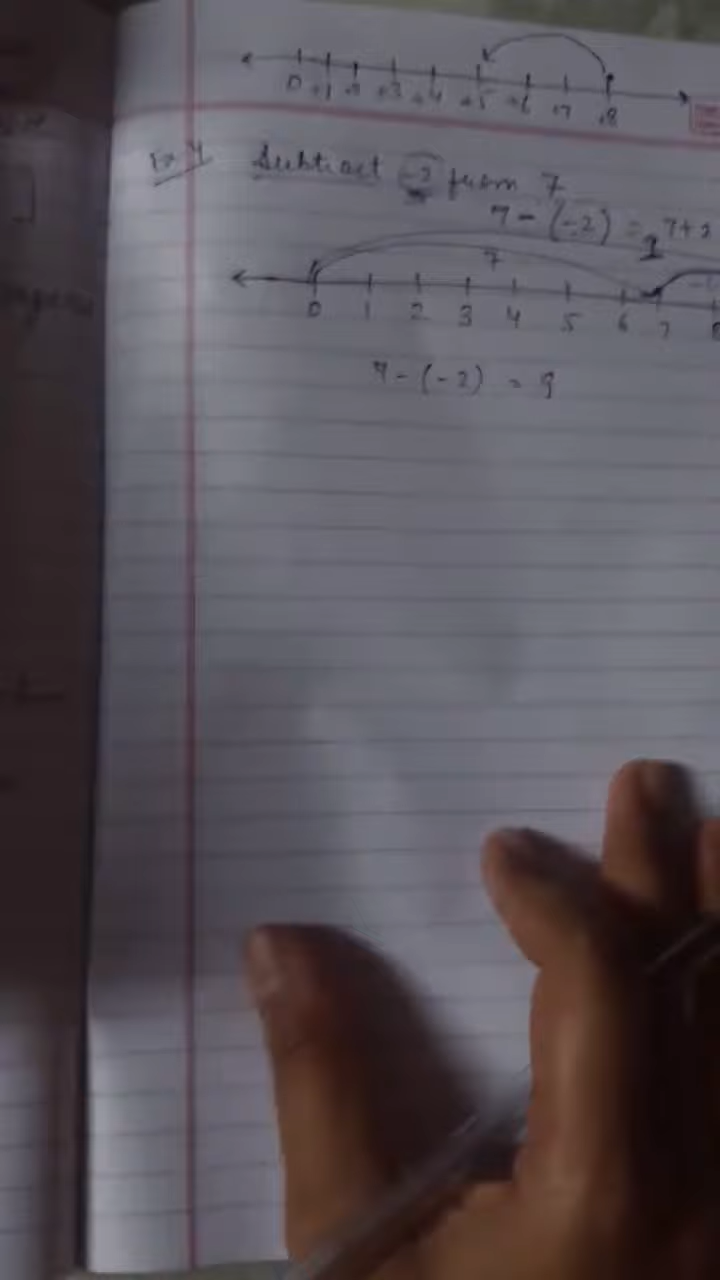 0 +1 +2 +3 +4 +5 +6 +7 +8
Ex 4 Subtract -2 from 7
7 - (-2) = 7+2
7
0 1 2 3 4 5 6 7
7 - (-2) = 9